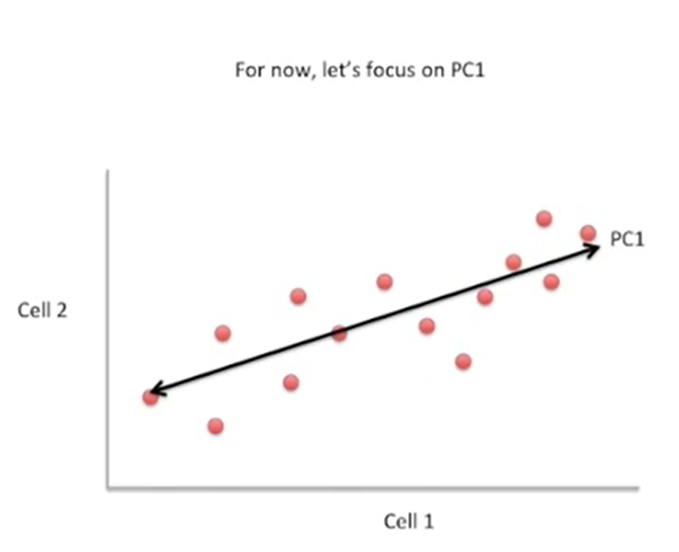 For now, let's focus on PC1
PC1
Cell 2
Cell 1